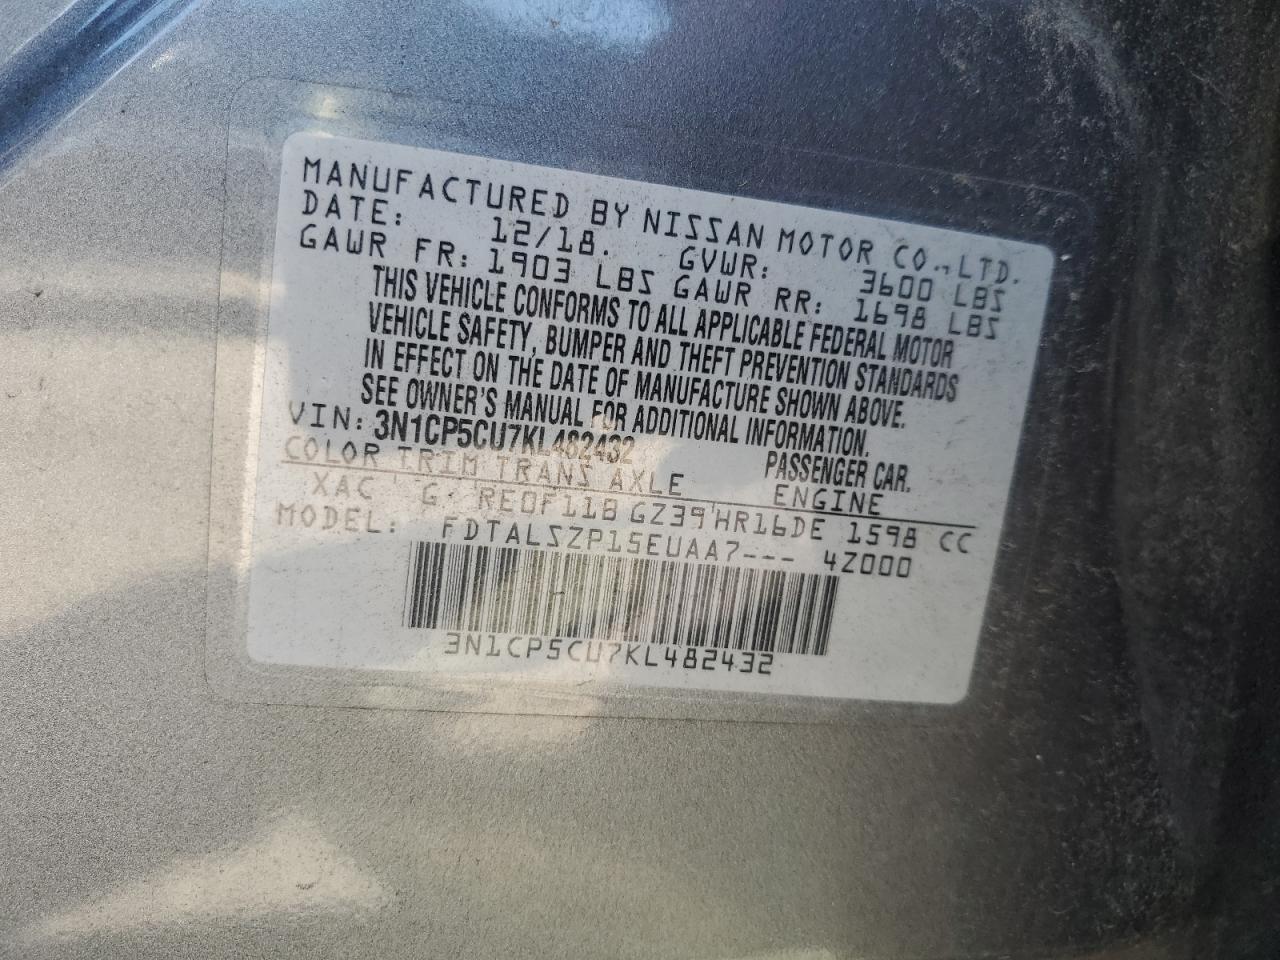 MANUFACTURED BY NISSAN MOTOR CO.,LTD.
DATE: 12/18. GVWR: 3600 LBS
GAWR FR: 1903 LBS GAWR RR: 1698 LBS
THIS VEHICLE CONFORMS TO ALL APPLICABLE FEDERAL MOTOR
VEHICLE SAFETY, BUMPER AND THEFT PREVENTION STANDARDS
IN EFFECT ON THE DATE OF MANUFACTURE SHOWN ABOVE.
SEE OWNER'S MANUAL FOR ADDITIONAL INFORMATION.
VIN: 3N1CP5CU7KL482432 PASSENGER CAR.
COLOR TRIM TRANS AXLE ENGINE
XAC G RE0F11B GZ39 HR16DE 1598 CC
MODEL: FDTALSZP15EUAA7--- 4Z000
3N1CP5CU7KL482432